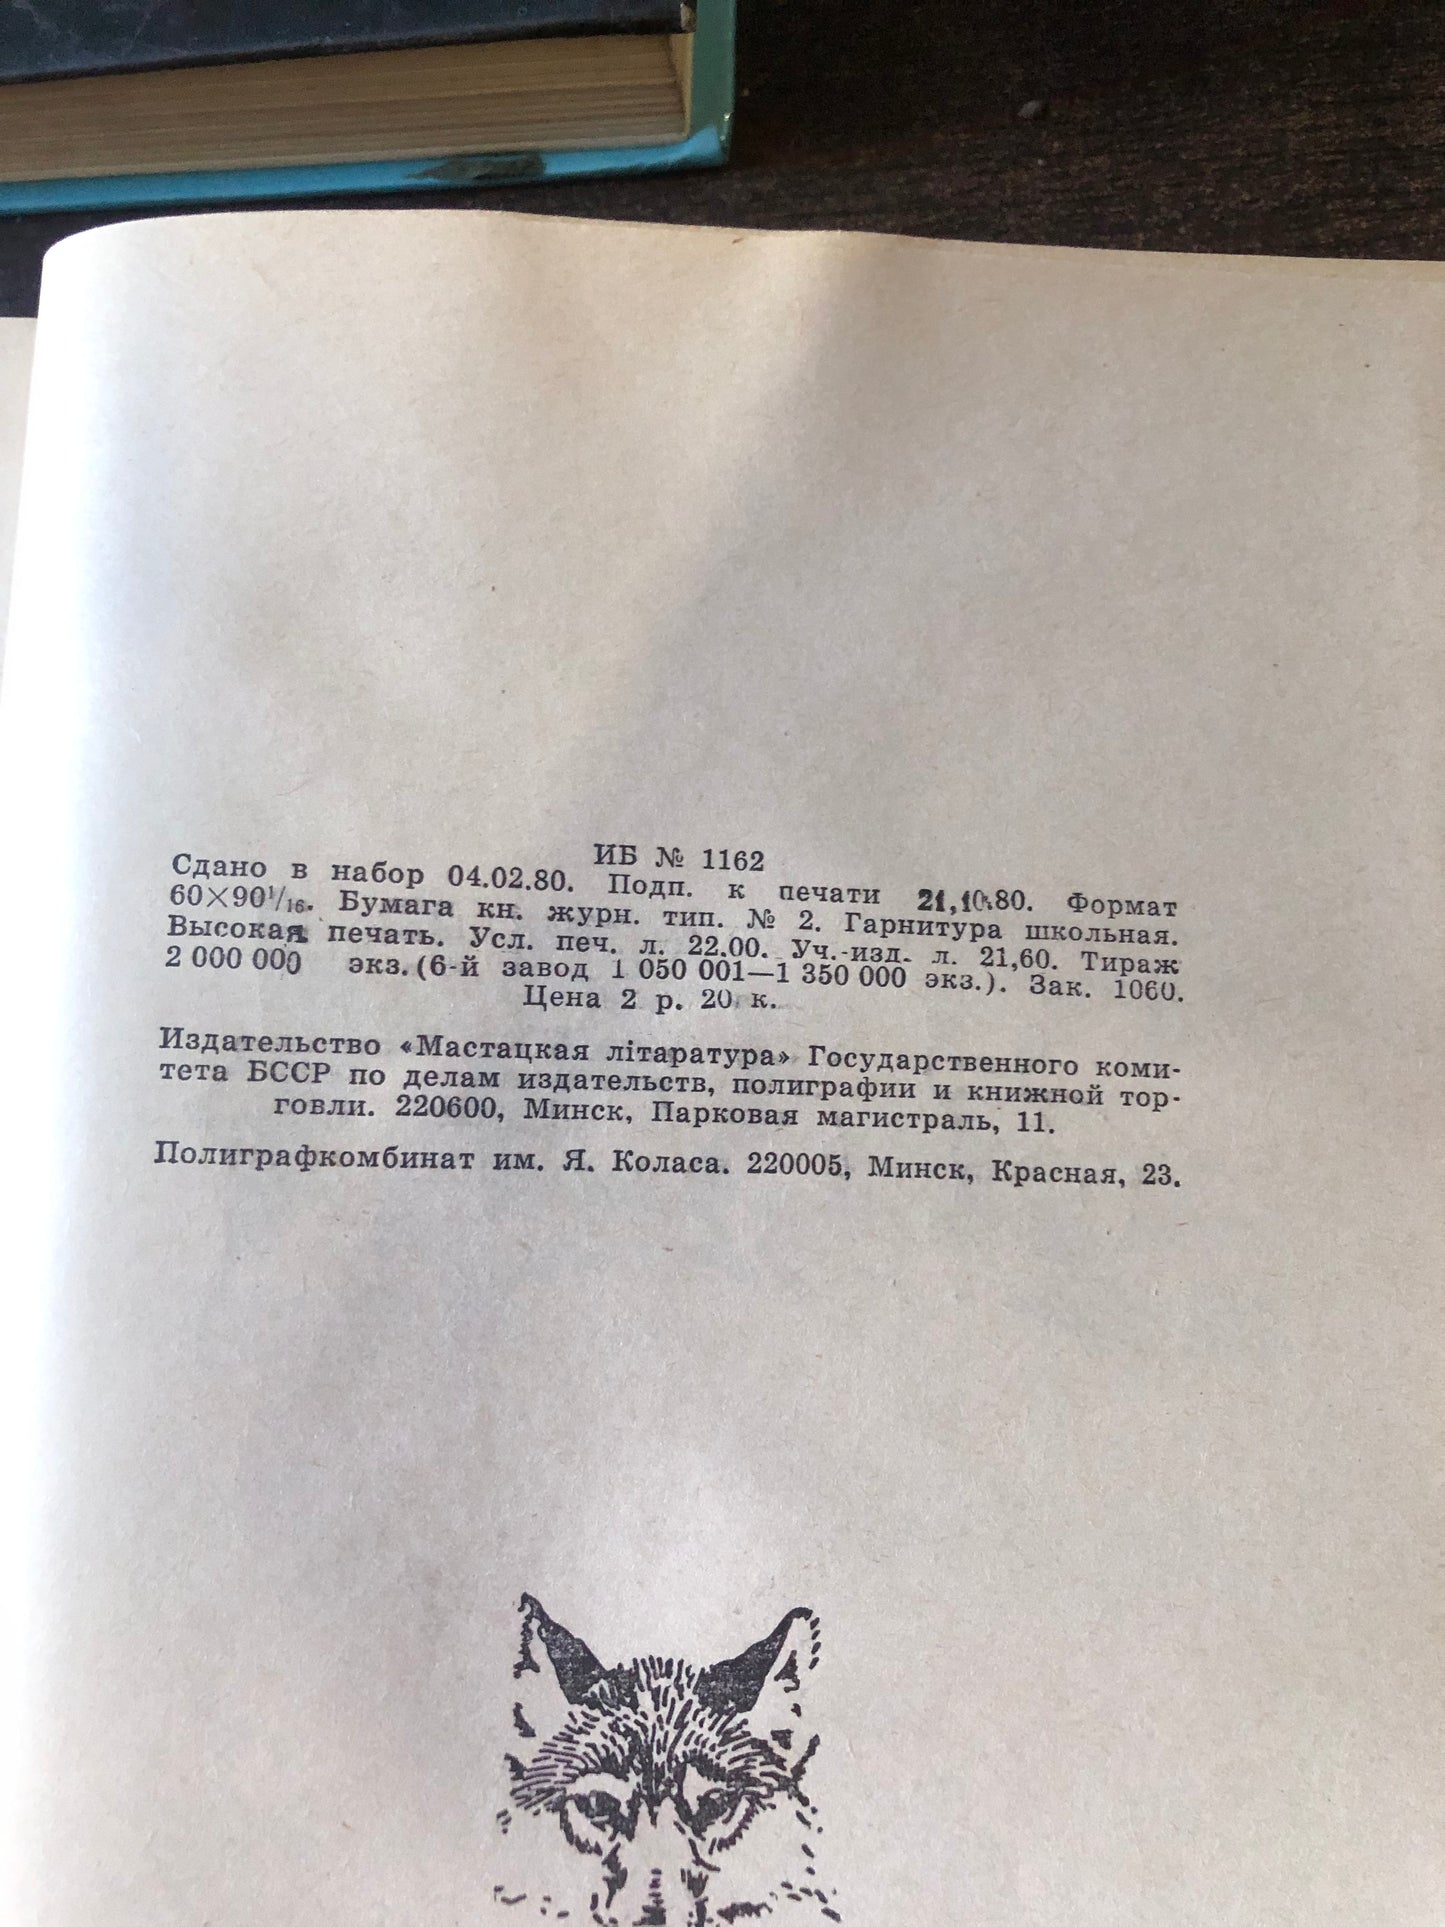 ИБ № 1162
Сдано в набор 04.02.80. Подп. к печати 21,10.80. Формат
60×90¹/₁₆. Бумага кн. журн. тип. № 2. Гарнитура школьная.
Высокая печать. Усл. печ. л. 22.00. Уч.-изд. л. 21,60. Тираж
2 000 000 экз. (6-й завод 1 050 001—1 350 000 экз.). Зак. 1060.
Цена 2 р. 20 к.
Издательство «Мастацкая літаратура» Государственного коми-
тета БССР по делам издательств, полиграфии и книжной тор-
говли. 220600, Минск, Парковая магистраль, 11.
Полиграфкомбинат им. Я. Коласа. 220005, Минск, Красная, 23.